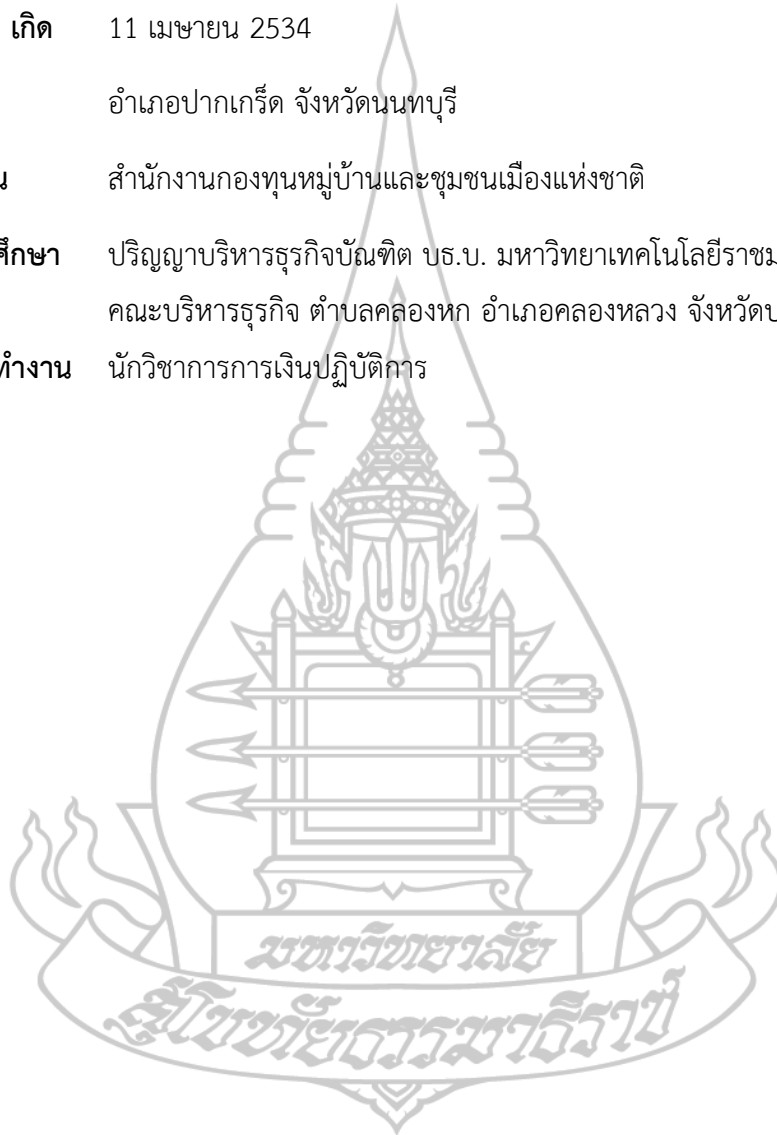 เกิด 11 เมษายน 2534
อำเภอปากเกร็ด จังหวัดนนทบุรี
น สำนักงานกองทุนหมู่บ้านและชุมชนเมืองแห่งชาติ
ศึกษา ปริญญาบริหารธุรกิจบัณฑิต บธ.บ. มหาวิทยาเทคโนโลยีราชม
คณะบริหารธุรกิจ ตำบลคลองหก อำเภอคลองหลวง จังหวัดป
ทำงาน นักวิชาการการเงินปฏิบัติการ
มหาวิทยาลัย
สุโขทัยธรรมาธิราช